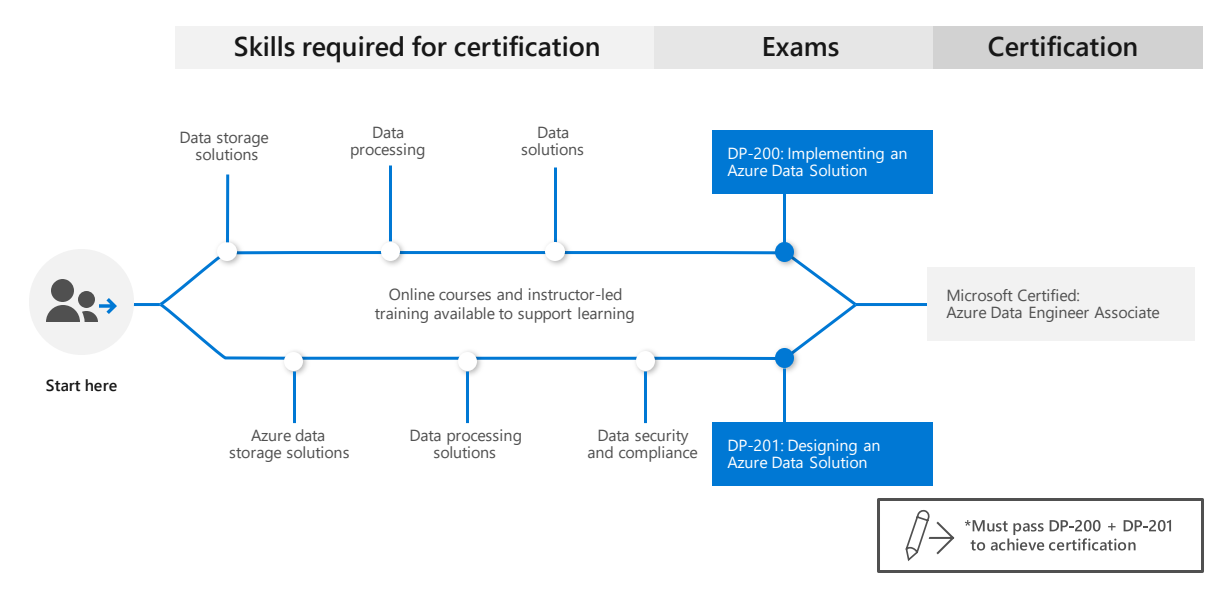 Skills required for certification
Exams
Certification
Data storage
solutions
Data
processing
Data
solutions
DP-200: Implementing an
Azure Data Solution
Start here
Online courses and instructor-led
training available to support learning
Microsoft Certified:
Azure Data Engineer Associate
Azure data
storage solutions
Data processing
solutions
Data security
and compliance
DP-201: Designing an
Azure Data Solution
*Must pass DP-200 + DP-201
to achieve certification